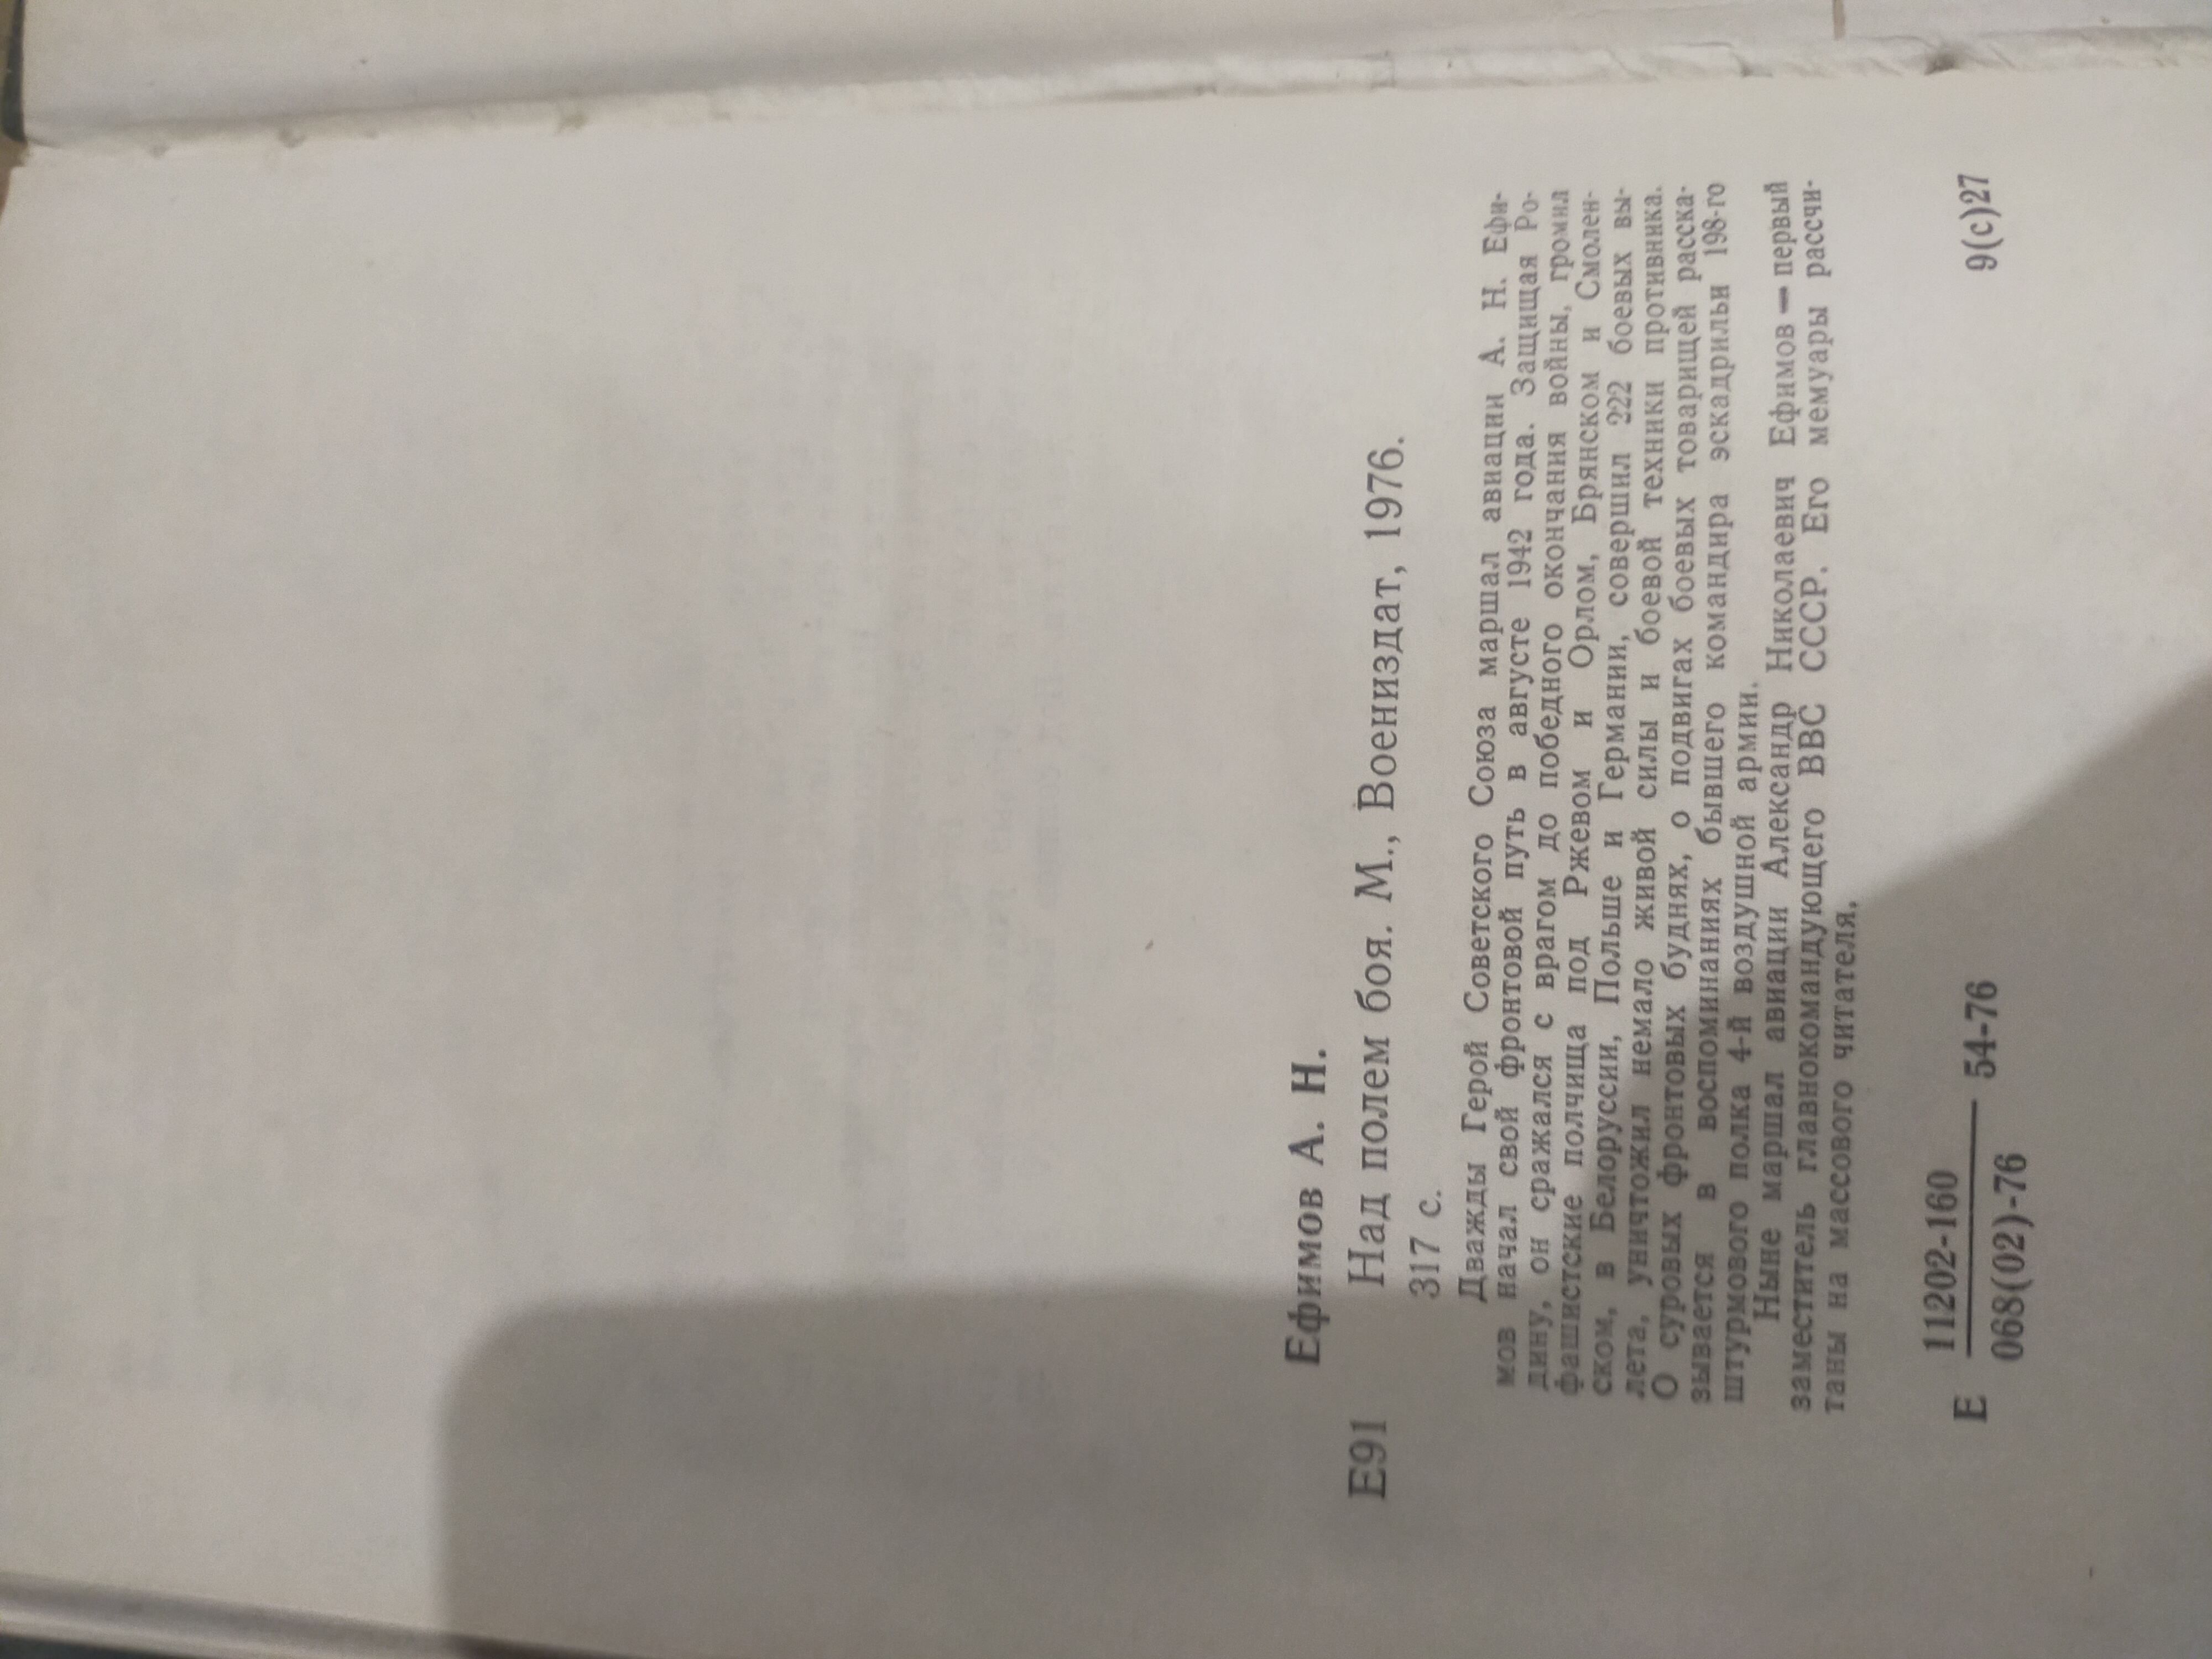 Ефимов А. Н.
Е91 Над полем боя. М., Воениздат, 1976.
317 с.
Дважды Герой Советского Союза маршал авиации А. Н. Ефи-
мов начал свой фронтовой путь в августе 1942 года. Защищая Ро-
дину, он сражался с врагом до победного окончания войны, громил
фашистские полчища под Ржевом и Орлом, Брянском и Смолен-
ском, в Белоруссии, Польше и Германии, совершил 222 боевых вы-
лета, уничтожил немало живой силы и боевой техники противника.
О суровых фронтовых буднях, о подвигах боевых товарищей расска-
зывается в воспоминаниях бывшего командира эскадрильи 198-го
штурмового полка 4-й воздушной армии.
Ныне маршал авиации Александр Николаевич Ефимов — первый
заместитель главнокомандующего ВВС СССР. Его мемуары рассчи-
таны на массового читателя.
11202-160
Е 54-76 9(с)27
068(02)-76